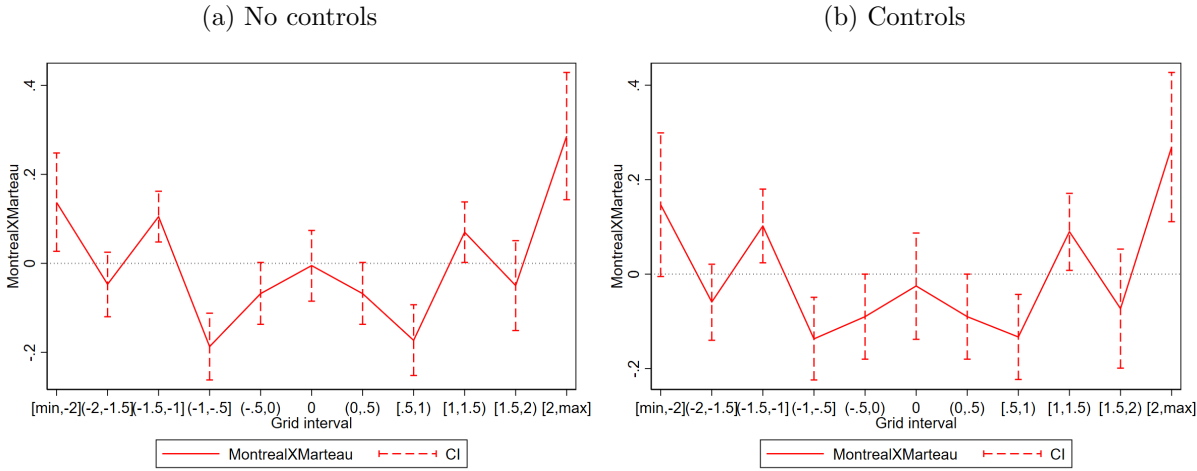 (a) No controls
MontrealXMarteau
.4
.2
0
-.2
[min,-2]
(-2,-1.5]
(-1.5,-1]
(-1,-.5]
(-.5,0)
0
(0,.5)
[.5,1)
[1,1.5)
[1.5,2)
[2,max]
Grid interval
MontrealXMarteau
CI
(b) Controls
MontrealXMarteau
.4
.2
0
-.2
[min,-2]
(-2,-1.5]
(-1.5,-1]
(-1,-.5]
(-.5,0)
0
(0,.5)
[.5,1)
[1,1.5)
[1.5,2)
[2,max]
Grid interval
MontrealXMarteau
CI